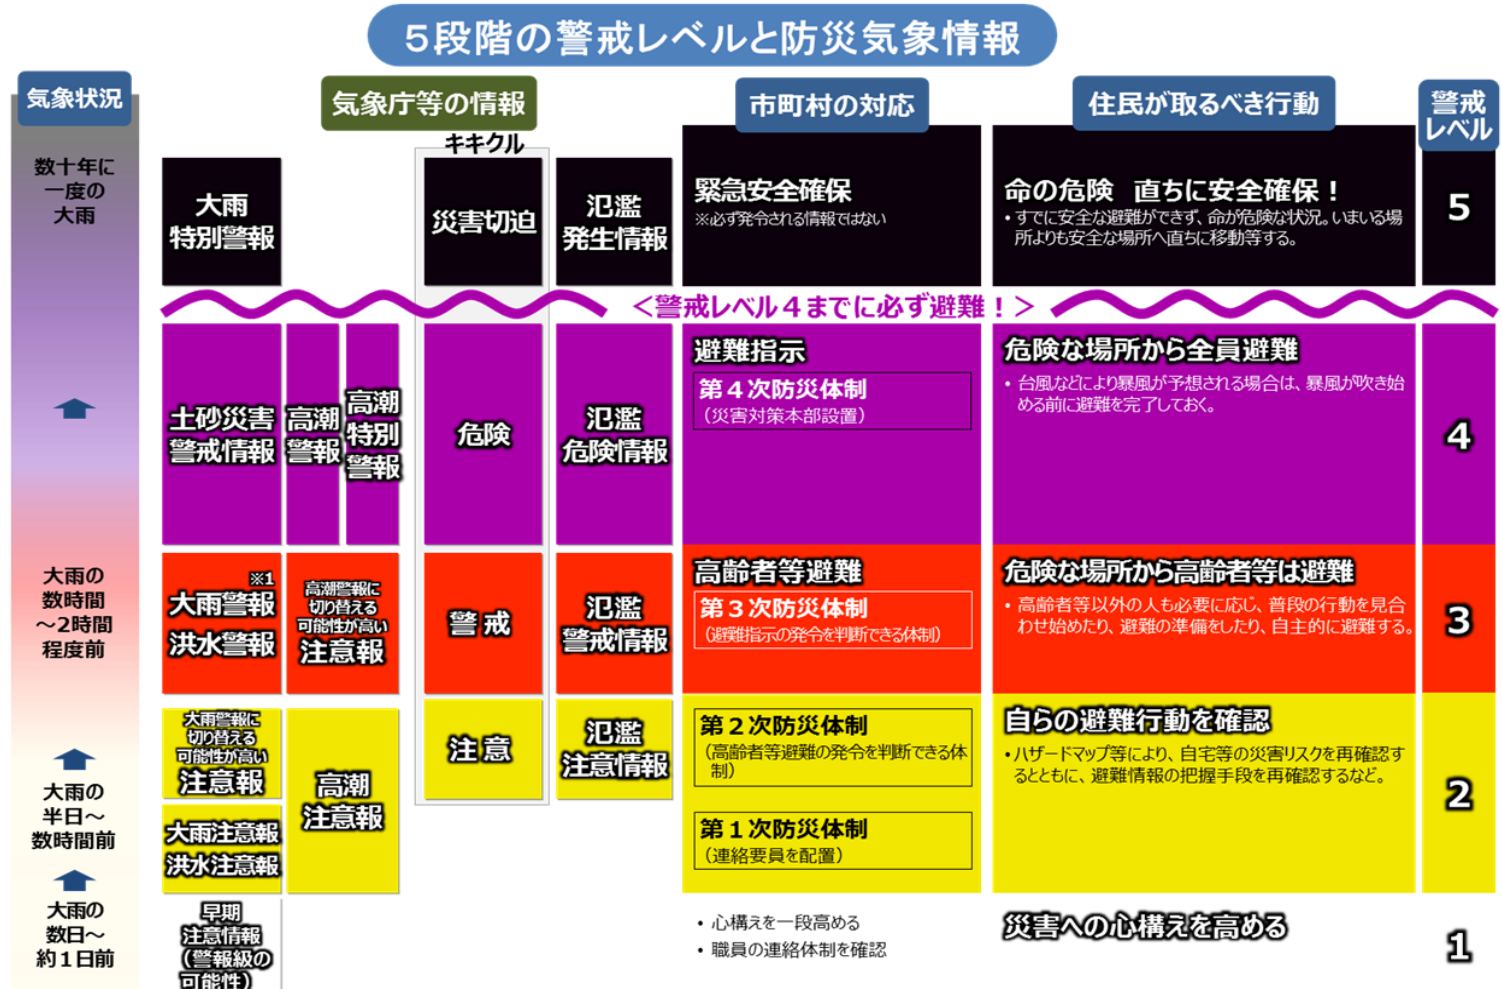 5段階の警戒レベルと防災気象情報
気象状況
気象庁等の情報
市町村の対応
住民が取るべき行動
警戒
レベル
キキクル
数十年に
一度の
大雨
大雨
特別警報
災害切迫
氾濫
発生情報
緊急安全確保
※必ず発令される情報ではない
命の危険 直ちに安全確保！
・すでに安全な避難ができず、命が危険な状況。いまいる場
所よりも安全な場所へ直ちに移動等する。
5
＜警戒レベル４までに必ず避難！＞
土砂災害
警戒情報
高潮
警報
高潮
特別
警報
危険
氾濫
危険情報
避難指示
第４次防災体制
（災害対策本部設置）
危険な場所から全員避難
・台風などにより暴風が予想される場合は、暴風が吹き始
める前に避難を完了しておく。
4
大雨の
数時間
～2時間
程度前
※1
大雨警報
洪水警報
高潮警報に
切り替える
可能性が高い
注意報
警戒
氾濫
警戒情報
高齢者等避難
第３次防災体制
（避難指示の発令を判断できる体制）
危険な場所から高齢者等は避難
・高齢者等以外の人も必要に応じ、普段の行動を見合
わせ始めたり、避難の準備をしたり、自主的に避難する。
3
大雨の
半日～
数時間前
大雨警報に
切り替える
可能性が高い
注意報
大雨注意報
洪水注意報
高潮
注意報
注意
氾濫
注意情報
第２次防災体制
（高齢者等避難の発令を判断できる体
制）
第１次防災体制
（連絡要員を配置）
自らの避難行動を確認
・ハザードマップ等により、自宅等の災害リスクを再確認す
るとともに、避難情報の把握手段を再確認するなど。
2
大雨の
数日～
約１日前
早期
注意情報
（警報級の
可能性）
・心構えを一段高める
・職員の連絡体制を確認
災害への心構えを高める
1